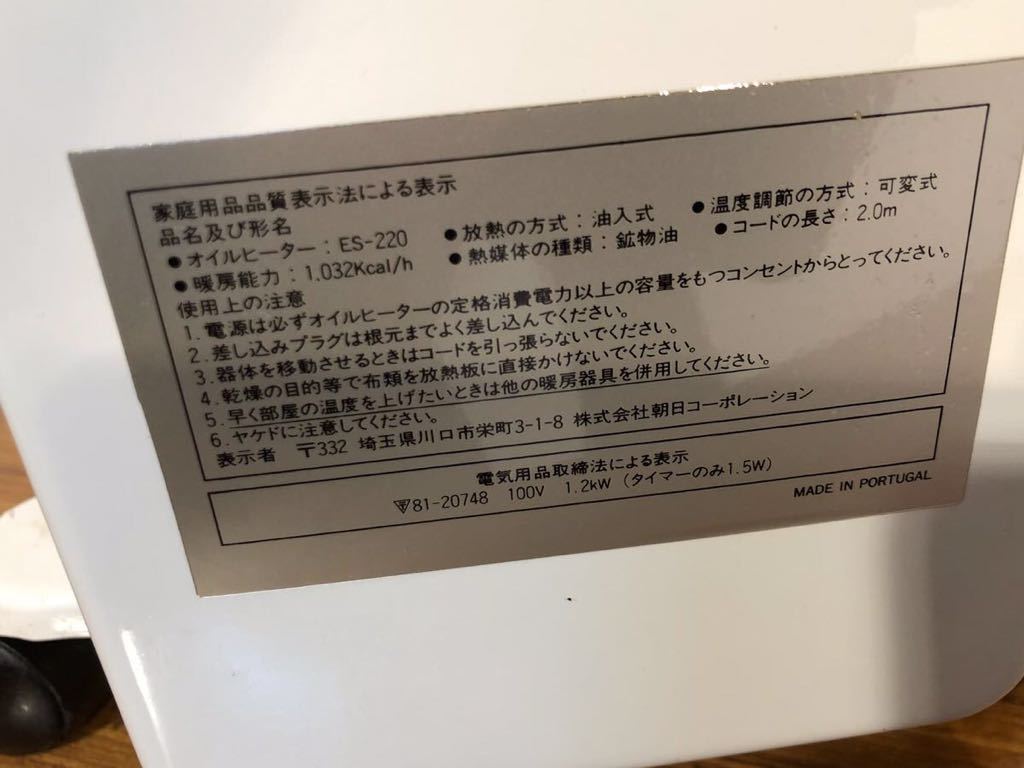 家庭用品品質表示法による表示
品名及び形名
●オイルヒーター：ES-220 ●放熱の方式：油入式 ●温度調節の方式：可変式
●暖房能力：1.032Kcal/h ●熱媒体の種類：鉱物油 ●コードの長さ：2.0m
使用上の注意
1.電源は必ずオイルヒーターの定格消費電力以上の容量をもつコンセントからとってください。
2.差し込みプラグは根元までよく差し込んでください。
3.器体を移動させるときはコードを引っ張らないでください。
4.乾燥の目的等で布類を放熱板に直接かけないでください。
5.早く部屋の温度を上げたいときは他の暖房器具を併用してください。
6.ヤケドに注意してください。
表示者 〒332 埼玉県川口市栄町3-1-8 株式会社朝日コーポレーション
電気用品取締法による表示
81-20748 100V 1.2kW (タイマーのみ1.5W)
MADE IN PORTUGAL